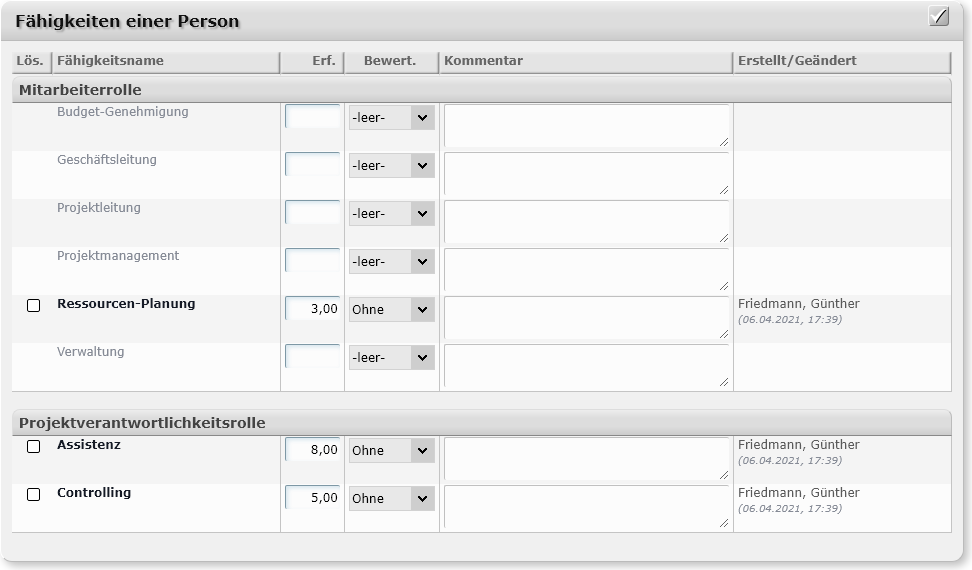 Fähigkeiten einer Person
Lös. Fähigkeitsname Erf. Bewert. Kommentar Erstellt/Geändert
Mitarbeiterrolle
Budget-Genehmigung -leer-
Geschäftsleitung -leer-
Projektleitung -leer-
Projektmanagement -leer-
Ressourcen-Planung 3,00 Ohne Friedmann, Günther
(06.04.2021, 17:39)
Verwaltung -leer-
Projektverantwortlichkeitsrolle
Assistenz 8,00 Ohne Friedmann, Günther
(06.04.2021, 17:39)
Controlling 5,00 Ohne Friedmann, Günther
(06.04.2021, 17:39)